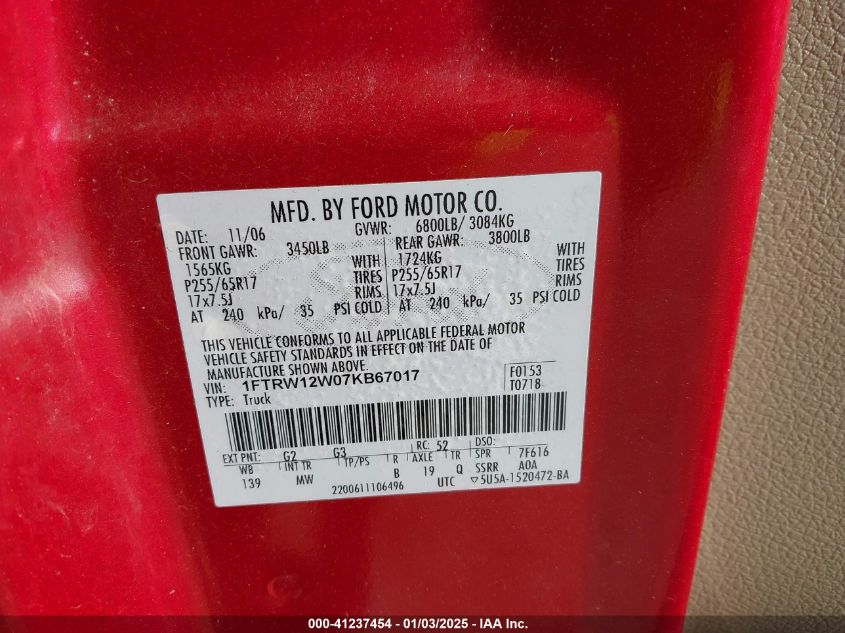 MFD. BY FORD MOTOR CO.
DATE: 11/06 GVWR: 6800LB/ 3084KG
FRONT GAWR: 3450LB REAR GAWR: 3800LB
1565KG WITH 1724KG WITH
P255/65R17 TIRES P255/65R17 TIRES
17x7.5J RIMS 17x7.5J RIMS
AT 240 kPa/ 35 PSI COLD AT 240 kPa/ 35 PSI COLD
THIS VEHICLE CONFORMS TO ALL APPLICABLE FEDERAL MOTOR
VEHICLE SAFETY STANDARDS IN EFFECT ON THE DATE OF
MANUFACTURE SHOWN ABOVE.
VIN: 1FTRW12W07KB67017 F0153
TYPE: Truck T0718
EXT PNT: G2 G3 RC: 52 DSO:
WB INT TR TP/PS R AXLE TR SPR 7F616
139 MW B 19 Q SSRR A0A
2200611106496 UTC ▽5U5A-1520472-BA
000-41237454 - 01/03/2025 - IAA Inc.